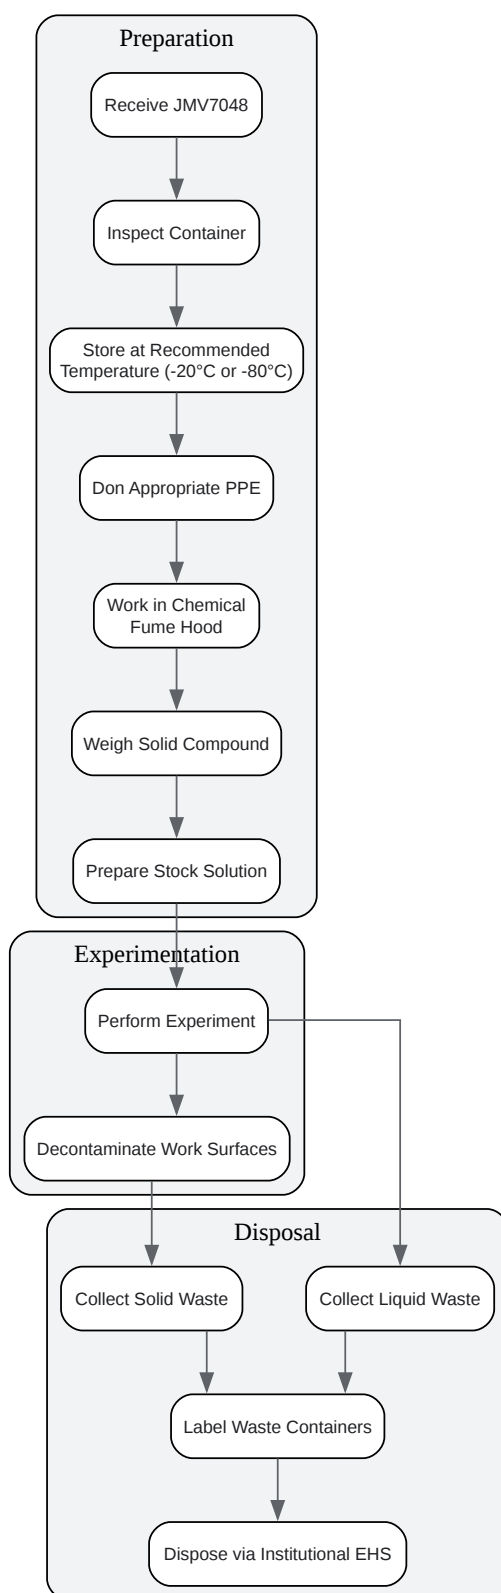 Preparation
Receive JMV7048
Inspect Container
Store at Recommended
Temperature (-20°C or -80°C)
Don Appropriate PPE
Work in Chemical
Fume Hood
Weigh Solid Compound
Prepare Stock Solution
Experimentation
Perform Experiment
Decontaminate Work Surfaces
Disposal
Collect Solid Waste
Collect Liquid Waste
Label Waste Containers
Dispose via Institutional EHS